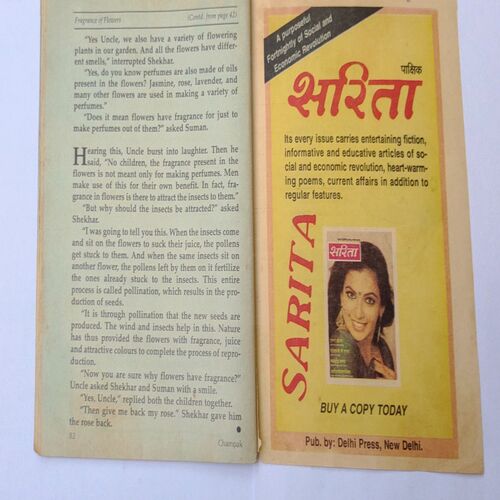 Fragrance of Flowers
(Contd. from page 42)
"Yes Uncle, we also have a variety of flowering
plants in our garden. And all the flowers have differ-
ent smells," interrupted Shekhar.
"Yes, do you know perfumes are also made of oils
present in the flowers? Jasmine, rose, lavender, and
many other flowers are used in making a variety of
perfumes."
"Does it mean flowers have fragrance for just to
make perfumes out of them?" asked Suman.
Hearing this, Uncle burst into laughter. Then he
said, "No children, the fragrance present in the
flowers is not meant only for making perfumes. Men
make use of this for their own benefit. In fact, fra-
grance in flowers is there to attract the insects to them."
"But why should the insects be attracted?" asked
Shekhar.
"I was going to tell you this. When the insects come
and sit on the flowers to suck their juice, the pollens
get stuck to them. And when the same insects sit on
another flower, the pollens left by them on it fertilize
the ones already stuck to the insects. This entire
process is called pollination, which results in the pro-
duction of seeds.
"It is through pollination that the new seeds are
produced. The wind and insects help in this. Nature
has thus provided the flowers with fragrance, juice
and attractive colours to complete the process of repro-
duction.
"Now you are sure why flowers have fragrance?"
Uncle asked Shekhar and Suman with a smile.
"Yes, Uncle," replied both the children together.
"Then give me back my rose." Shekhar gave him
the rose back.
52
Champak
A purposeful
Fortnightly of Social and
Economic Revolution
पाक्षिक
सरिता
Its every issue carries entertaining fiction,
informative and educative articles of so-
cial and economic revolution, heart-warm-
ing poems, current affairs in addition to
regular features.
SARITA
सरिता
BUY A COPY TODAY
Pub. by: Delhi Press, New Delhi.